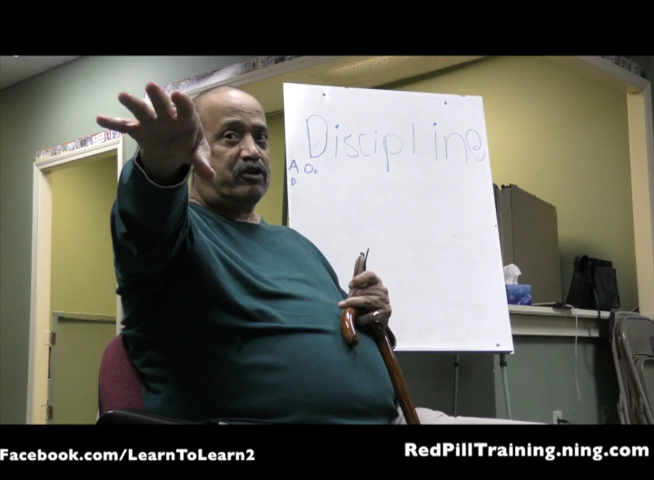 Discipline
A O.
D
Facebook.com/LearnToLearn2
RedPillTraining.ning.com